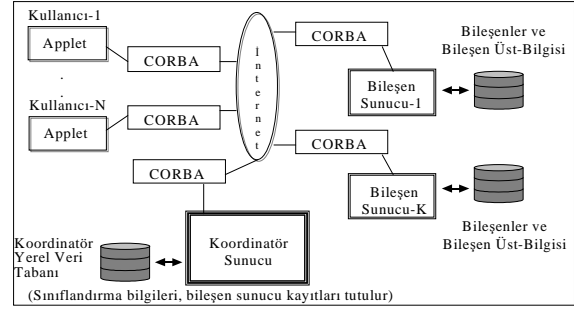 Kullanıcı-1
Applet
.
.
Kullanıcı-N
Applet
CORBA
CORBA
CORBA
İnternet
CORBA
CORBA
Bileşen
Sunucu-1
Bileşenler ve
Bileşen Üst-Bilgisi
Bileşen
Sunucu-K
Bileşenler ve
Bileşen Üst-Bilgisi
Koordinatör
Yerel Veri
Tabanı
Koordinatör
Sunucu
(Sınıflandırma bilgileri, bileşen sunucu kayıtları tutulur)